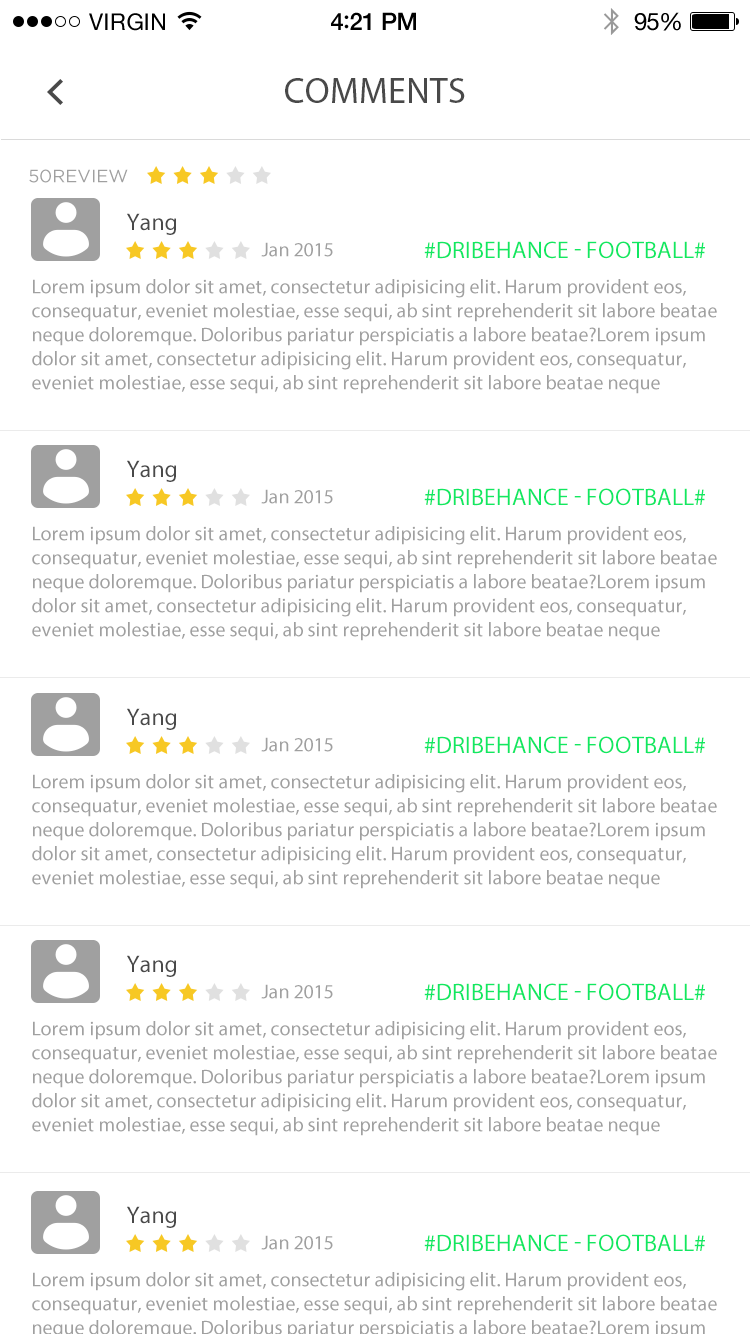 VIRGIN 4:21 PM 95%
COMMENTS
50REVIEW
Yang
Jan 2015 #DRIBEHANCE - FOOTBALL#
Lorem ipsum dolor sit amet, consectetur adipisicing elit. Harum provident eos,
consequatur, eveniet molestiae, esse sequi, ab sint reprehenderit sit labore beatae
neque doloremque. Doloribus pariatur perspiciatis a labore beatae?Lorem ipsum
dolor sit amet, consectetur adipisicing elit. Harum provident eos, consequatur,
eveniet molestiae, esse sequi, ab sint reprehenderit sit labore beatae neque
Yang
Jan 2015 #DRIBEHANCE - FOOTBALL#
Lorem ipsum dolor sit amet, consectetur adipisicing elit. Harum provident eos,
consequatur, eveniet molestiae, esse sequi, ab sint reprehenderit sit labore beatae
neque doloremque. Doloribus pariatur perspiciatis a labore beatae?Lorem ipsum
dolor sit amet, consectetur adipisicing elit. Harum provident eos, consequatur,
eveniet molestiae, esse sequi, ab sint reprehenderit sit labore beatae neque
Yang
Jan 2015 #DRIBEHANCE - FOOTBALL#
Lorem ipsum dolor sit amet, consectetur adipisicing elit. Harum provident eos,
consequatur, eveniet molestiae, esse sequi, ab sint reprehenderit sit labore beatae
neque doloremque. Doloribus pariatur perspiciatis a labore beatae?Lorem ipsum
dolor sit amet, consectetur adipisicing elit. Harum provident eos, consequatur,
eveniet molestiae, esse sequi, ab sint reprehenderit sit labore beatae neque
Yang
Jan 2015 #DRIBEHANCE - FOOTBALL#
Lorem ipsum dolor sit amet, consectetur adipisicing elit. Harum provident eos,
consequatur, eveniet molestiae, esse sequi, ab sint reprehenderit sit labore beatae
neque doloremque. Doloribus pariatur perspiciatis a labore beatae?Lorem ipsum
dolor sit amet, consectetur adipisicing elit. Harum provident eos, consequatur,
eveniet molestiae, esse sequi, ab sint reprehenderit sit labore beatae neque
Yang
Jan 2015 #DRIBEHANCE - FOOTBALL#
Lorem ipsum dolor sit amet, consectetur adipisicing elit. Harum provident eos,
consequatur, eveniet molestiae, esse sequi, ab sint reprehenderit sit labore beatae
neque doloremque. Doloribus pariatur perspiciatis a labore beatae?Lorem ipsum